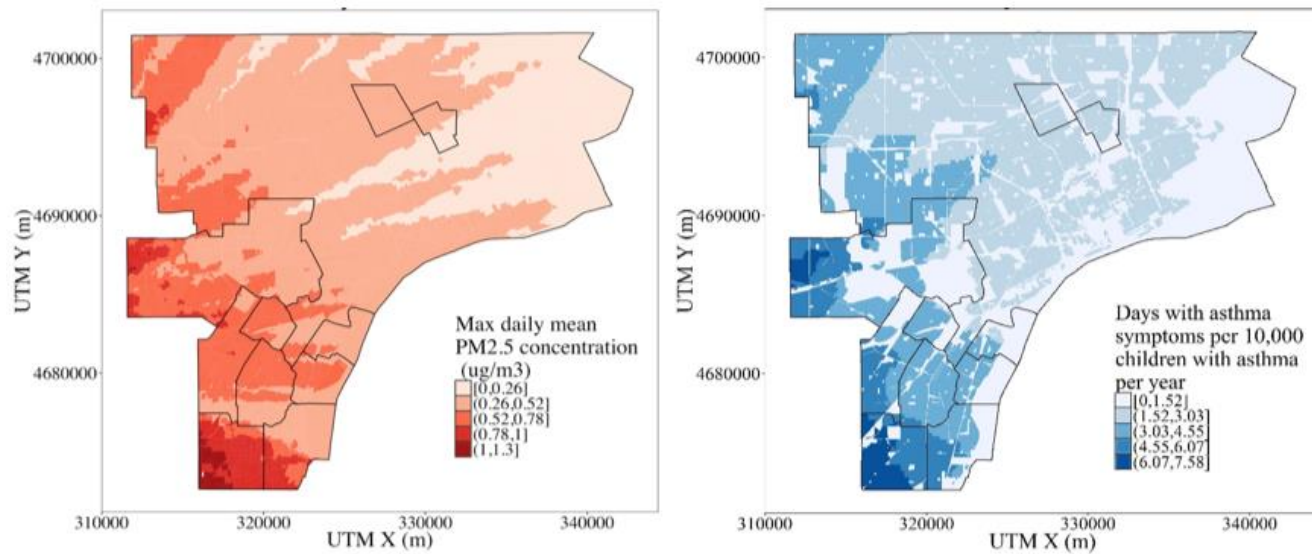 4700000
4690000
4680000
UTM Y (m)
Max daily mean
PM2.5 concentration
(ug/m3)
[0,0.26]
(0.26,0.52]
(0.52,0.78]
(0.78,1]
(1,1.3]
310000 320000 330000 340000
UTM X (m)
4700000
4690000
4680000
UTM Y (m)
Days with asthma
symptoms per 10,000
children with asthma
per year
[0,1.52]
(1.52,3.03]
(3.03,4.55]
(4.55,6.07]
(6.07,7.58]
310000 320000 330000 340000
UTM X (m)